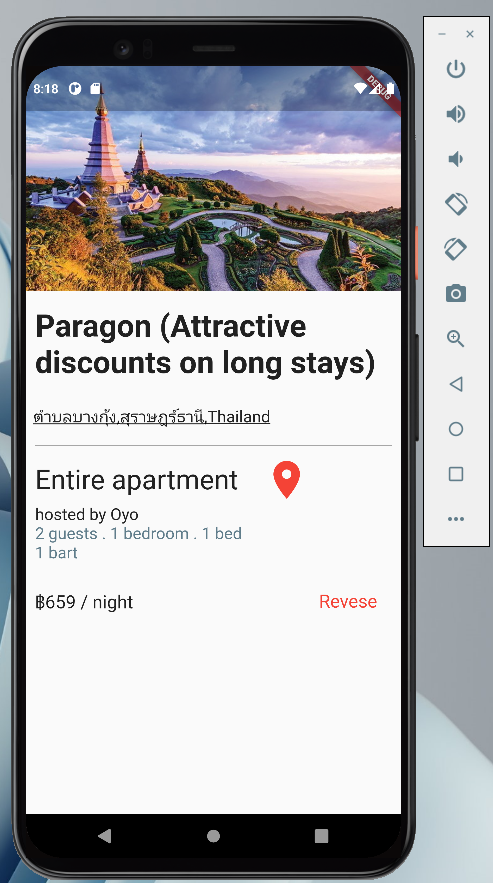 8:18
DEBUG
Paragon (Attractive
discounts on long stays)
ตำบลบางกุ้ง,สุราษฎร์ธานี,Thailand
Entire apartment
hosted by Oyo
2 guests . 1 bedroom . 1 bed
1 bart
฿659 / night
Revese